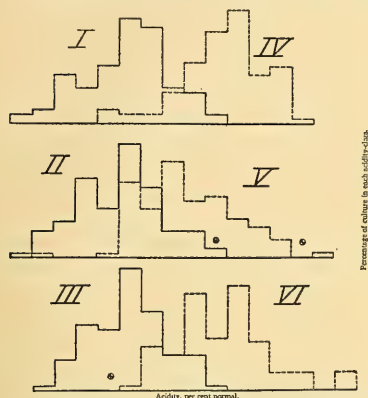 I
IV
II
V
III
VI
Percentage of culture in each acidity-class.
Acidity, per cent normal.